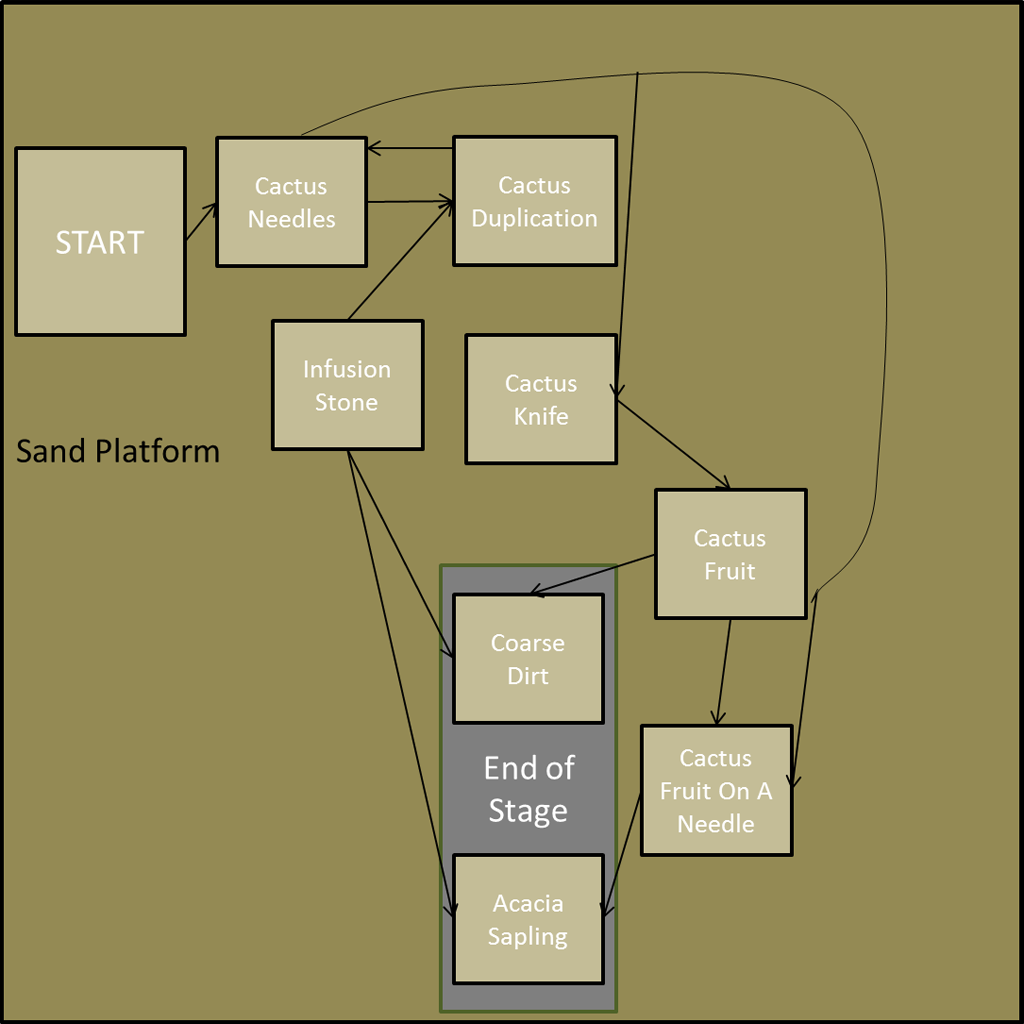 START
Cactus
Needles
Cactus
Duplication
Infusion
Stone
Cactus
Knife
Sand Platform
Cactus
Fruit
Coarse
Dirt
End of
Stage
Cactus
Fruit On A
Needle
Acacia
Sapling